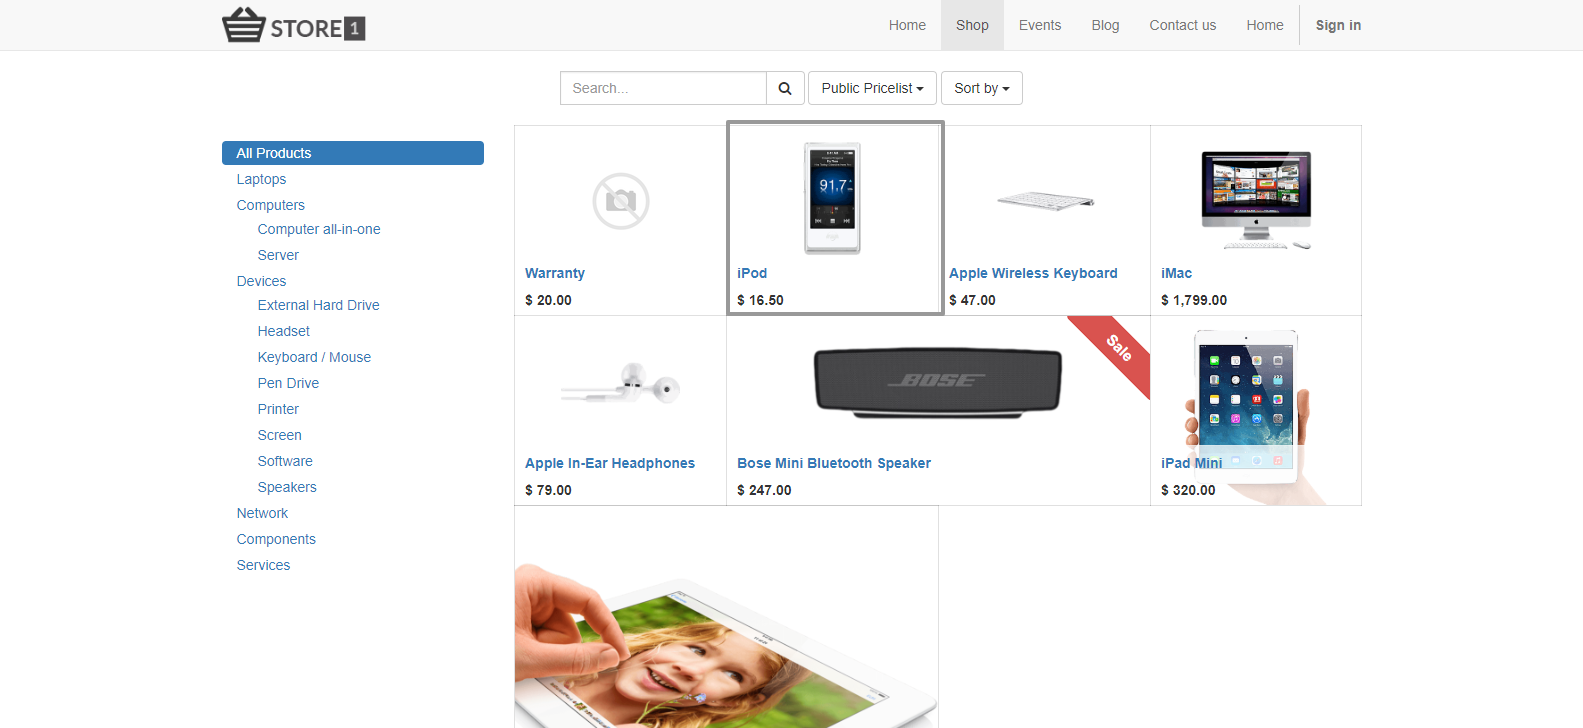 STORE 1
Home Shop Events Blog Contact us Home Sign in
Search... Public Pricelist Sort by
All Products
Laptops
Computers
Computer all-in-one
Server
Devices
External Hard Drive
Headset
Keyboard / Mouse
Pen Drive
Printer
Screen
Software
Speakers
Network
Components
Services
91.7
Warranty
$ 20.00
iPod
$ 16.50
Apple Wireless Keyboard
$ 47.00
iMac
$ 1,799.00
Apple In-Ear Headphones
$ 79.00
BOSE
Sale
Bose Mini Bluetooth Speaker
$ 247.00
iPad Mini
$ 320.00